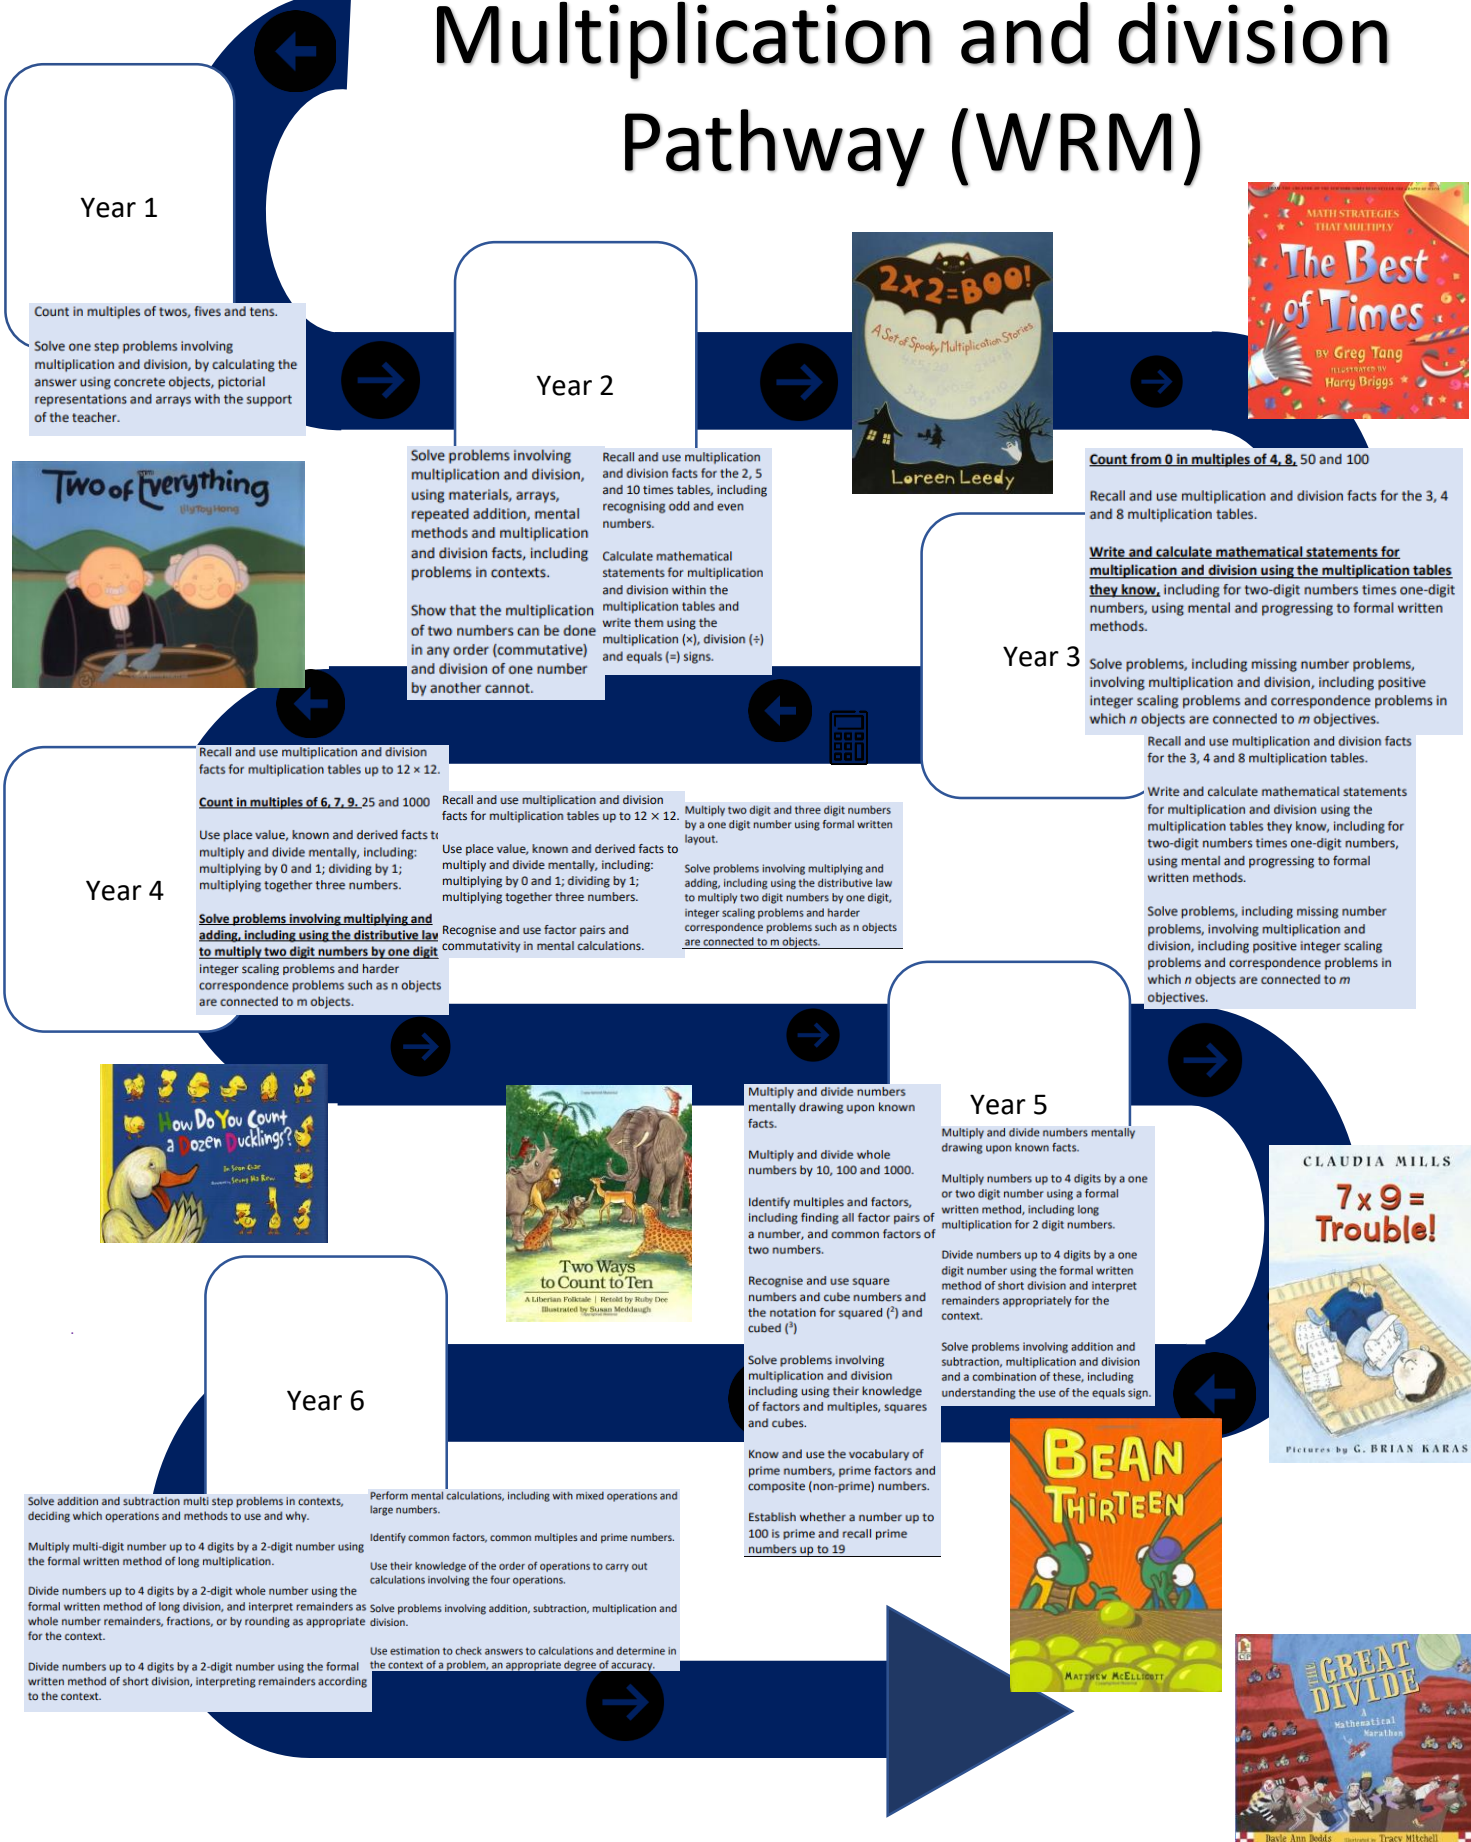 Multiplication and division
Pathway (WRM)
Year 1
Count in multiples of twos, fives and tens.
Solve one step problems involving
multiplication and division, by calculating the
answer using concrete objects, pictorial
representations and arrays with the support
of the teacher.
Two of Everything
Lily Toy Hong
Year 2
Solve problems involving
multiplication and division,
using materials, arrays,
repeated addition, mental
methods and multiplication
and division facts, including
problems in contexts.
Show that the multiplication
of two numbers can be done
in any order (commutative)
and division of one number
by another cannot.
Recall and use multiplication
and division facts for the 2, 5
and 10 times tables, including
recognising odd and even
numbers.
Calculate mathematical
statements for multiplication
and division within the
multiplication tables and
write them using the
multiplication (×), division (÷)
and equals (=) signs.
2x2=BOO!
A Set of Spooky Multiplication Stories
Loreen Leedy
MATH STRATEGIES
THAT MULTIPLY
The Best
of Times
BY Greg Tang
ILLUSTRATED BY
Harry Briggs
Year 3
Count from 0 in multiples of 4, 8, 50 and 100
Recall and use multiplication and division facts for the 3, 4
and 8 multiplication tables.
Write and calculate mathematical statements for
multiplication and division using the multiplication tables
they know, including for two-digit numbers times one-digit
numbers, using mental and progressing to formal written
methods.
Solve problems, including missing number problems,
involving multiplication and division, including positive
integer scaling problems and correspondence problems in
which n objects are connected to m objectives.
Recall and use multiplication and division facts
for the 3, 4 and 8 multiplication tables.
Write and calculate mathematical statements
for multiplication and division using the
multiplication tables they know, including for
two-digit numbers times one-digit numbers,
using mental and progressing to formal
written methods.
Solve problems, including missing number
problems, involving multiplication and
division, including positive integer scaling
problems and correspondence problems in
which n objects are connected to m
objectives.
Year 4
Recall and use multiplication and division
facts for multiplication tables up to 12 × 12.
Count in multiples of 6, 7, 9. 25 and 1000
Use place value, known and derived facts to
multiply and divide mentally, including:
multiplying by 0 and 1; dividing by 1;
multiplying together three numbers.
Solve problems involving multiplying and
adding, including using the distributive law
to multiply two digit numbers by one digit
integer scaling problems and harder
correspondence problems such as n objects
are connected to m objects.
Recall and use multiplication and division
facts for multiplication tables up to 12 × 12.
Use place value, known and derived facts to
multiply and divide mentally, including:
multiplying by 0 and 1; dividing by 1;
multiplying together three numbers.
Recognise and use factor pairs and
commutativity in mental calculations.
Multiply two digit and three digit numbers
by a one digit number using formal written
layout.
Solve problems involving multiplying and
adding, including using the distributive law
to multiply two digit numbers by one digit,
integer scaling problems and harder
correspondence problems such as n objects
are connected to m objects.
How Do You Count
a Dozen Ducklings?
Two Ways
to Count to Ten
A Liberian Folktale | Retold by Ruby Dee
Illustrated by Susan Meddaugh
Year 5
Multiply and divide numbers
mentally drawing upon known
facts.
Multiply and divide whole
numbers by 10, 100 and 1000.
Identify multiples and factors,
including finding all factor pairs of
a number, and common factors of
two numbers.
Recognise and use square
numbers and cube numbers and
the notation for squared (²) and
cubed (³)
Solve problems involving
multiplication and division
including using their knowledge
of factors and multiples, squares
and cubes.
Know and use the vocabulary of
prime numbers, prime factors and
composite (non-prime) numbers.
Establish whether a number up to
100 is prime and recall prime
numbers up to 19
Multiply and divide numbers mentally
drawing upon known facts.
Multiply numbers up to 4 digits by a one
or two digit number using a formal
written method, including long
multiplication for 2 digit numbers.
Divide numbers up to 4 digits by a one
digit number using the formal written
method of short division and interpret
remainders appropriately for the
context.
Solve problems involving addition and
subtraction, multiplication and division
and a combination of these, including
understanding the use of the equals sign.
CLAUDIA MILLS
7 x 9 =
Trouble!
Pictures by G. BRIAN KARAS
BEAN
THIRTEEN
MATTHEW McELLIGOTT
Year 6
Solve addition and subtraction multi step problems in contexts,
deciding which operations and methods to use and why.
Multiply multi-digit number up to 4 digits by a 2-digit number using
the formal written method of long multiplication.
Divide numbers up to 4 digits by a 2-digit whole number using the
formal written method of long division, and interpret remainders as
whole number remainders, fractions, or by rounding as appropriate
for the context.
Divide numbers up to 4 digits by a 2-digit number using the formal
written method of short division, interpreting remainders according
to the context.
Perform mental calculations, including with mixed operations and
large numbers.
Identify common factors, common multiples and prime numbers.
Use their knowledge of the order of operations to carry out
calculations involving the four operations.
Solve problems involving addition, subtraction, multiplication and
division.
Use estimation to check answers to calculations and determine in
the context of a problem, an appropriate degree of accuracy.
THE
GREAT
DIVIDE
A
Mathematical
Marathon
Dayle Ann Dodds
Tracy Mitchell